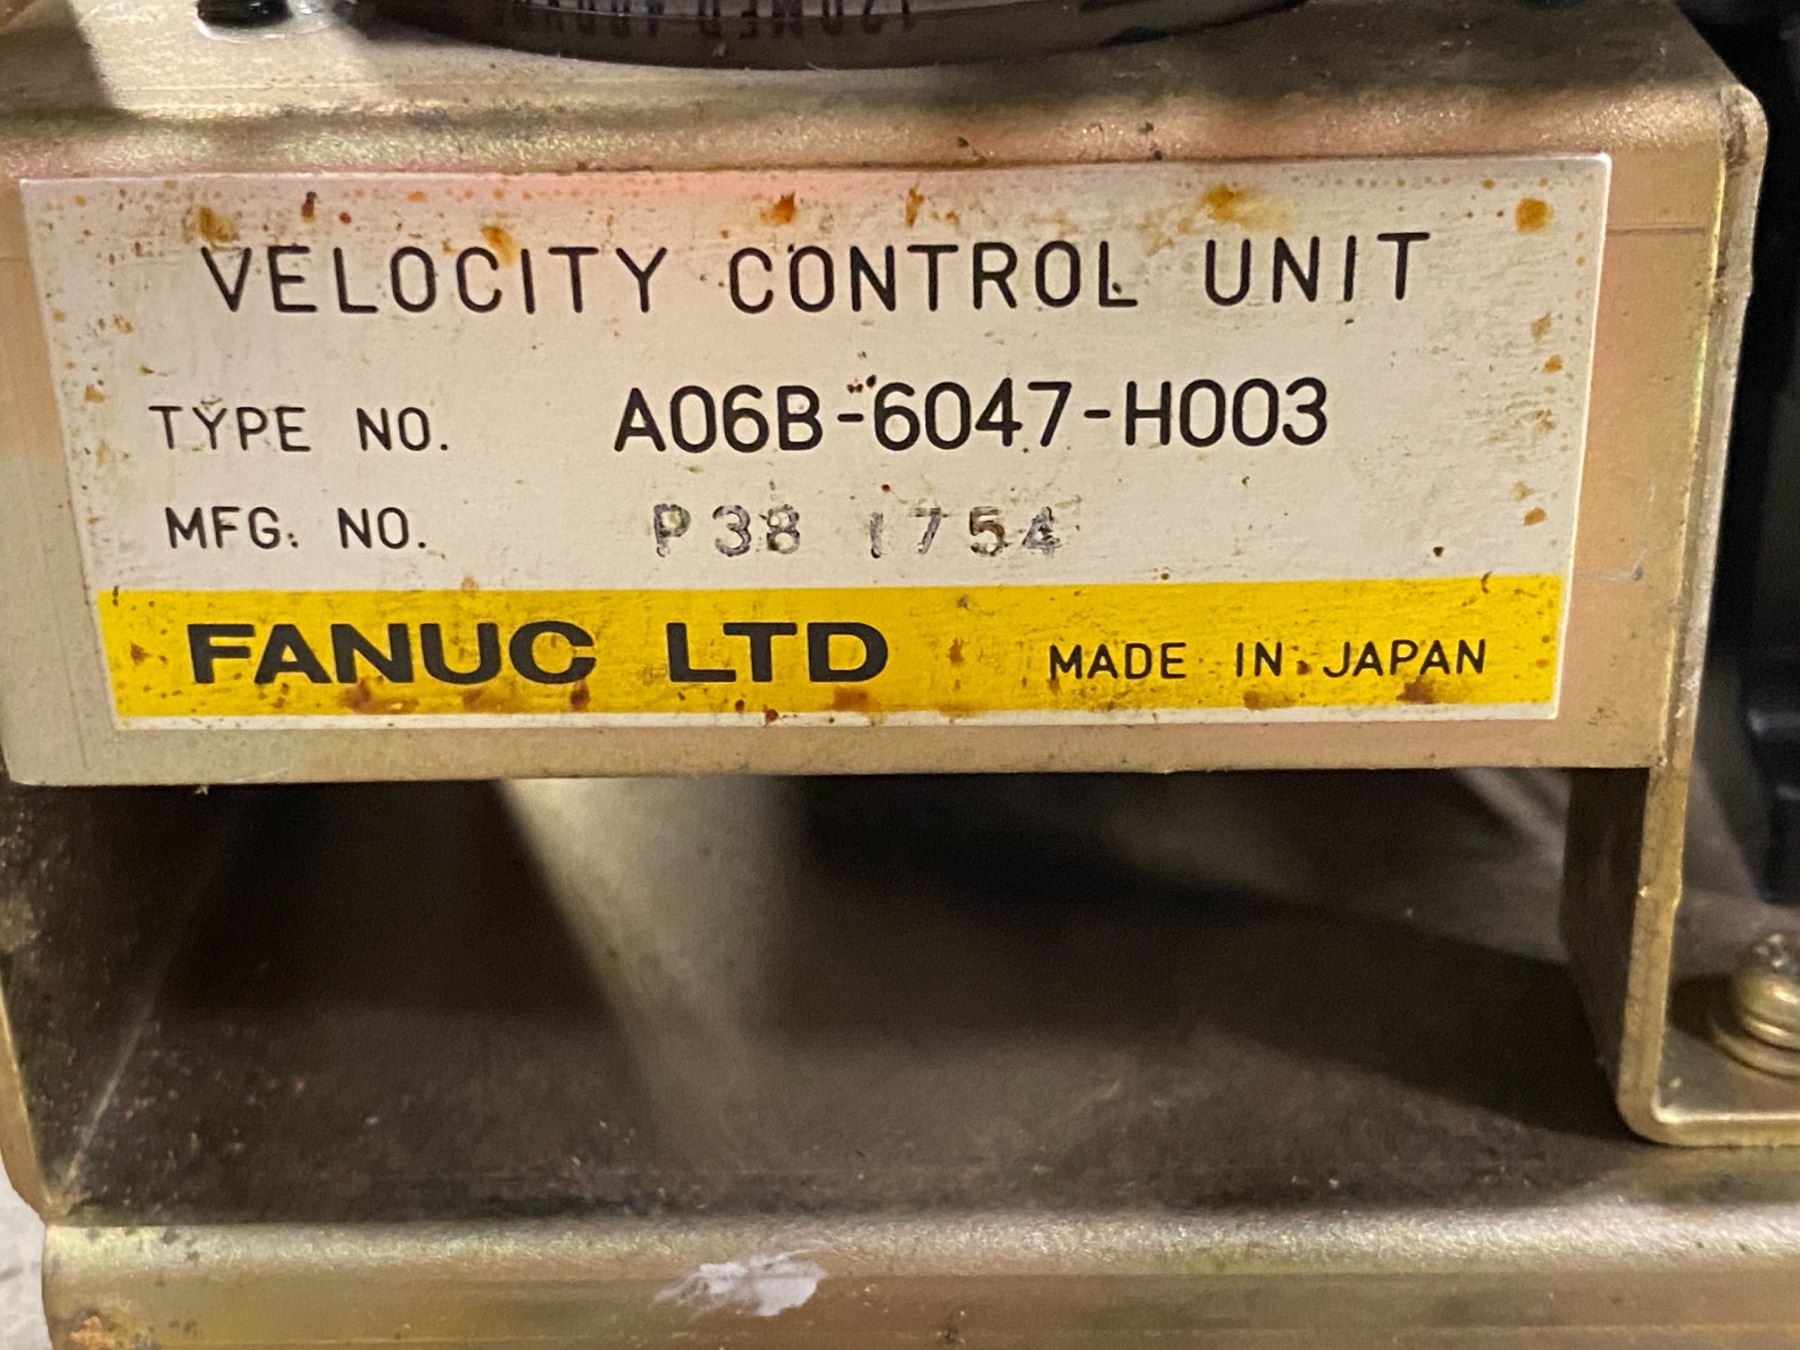 VELOCITY CONTROL UNIT
TYPE NO. A06B-6047-H003
MFG. NO. P38 1754
FANUC LTD MADE IN JAPAN